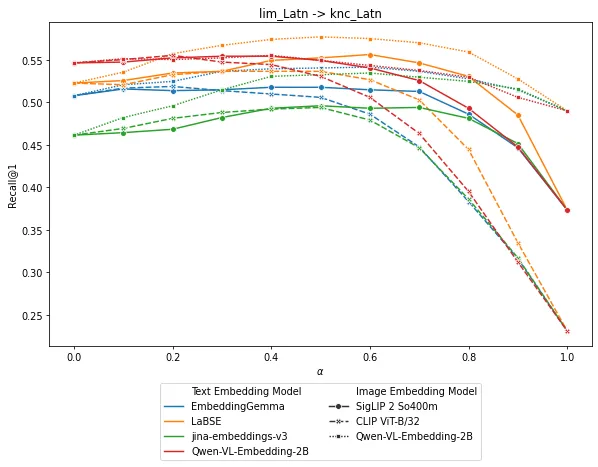 lim_Latn -> knc_Latn
Recall@1
0.55
0.50
0.45
0.40
0.35
0.30
0.25
0.0 0.2 0.4 0.6 0.8 1.0
α
Text Embedding Model Image Embedding Model
EmbeddingGemma SigLIP 2 So400m
LaBSE CLIP ViT-B/32
jina-embeddings-v3 Qwen-VL-Embedding-2B
Qwen-VL-Embedding-2B